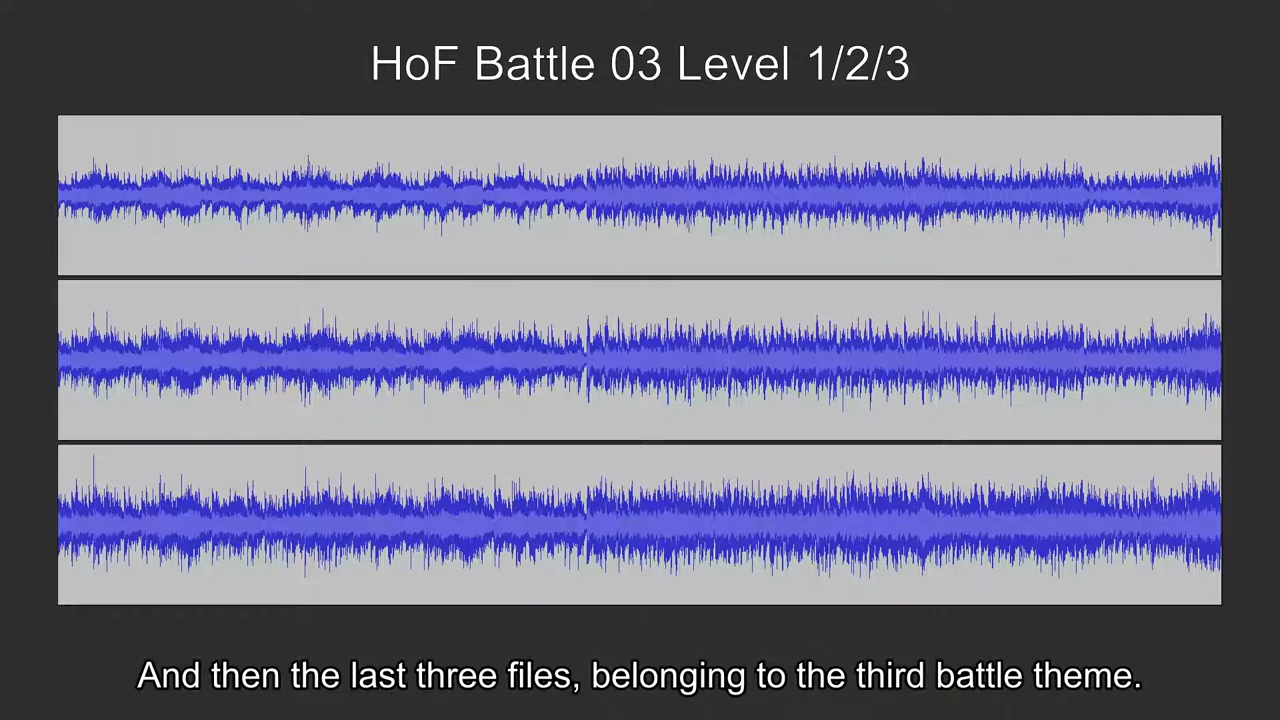 HoF Battle 03 Level 1/2/3
And then the last three files, belonging to the third battle theme.